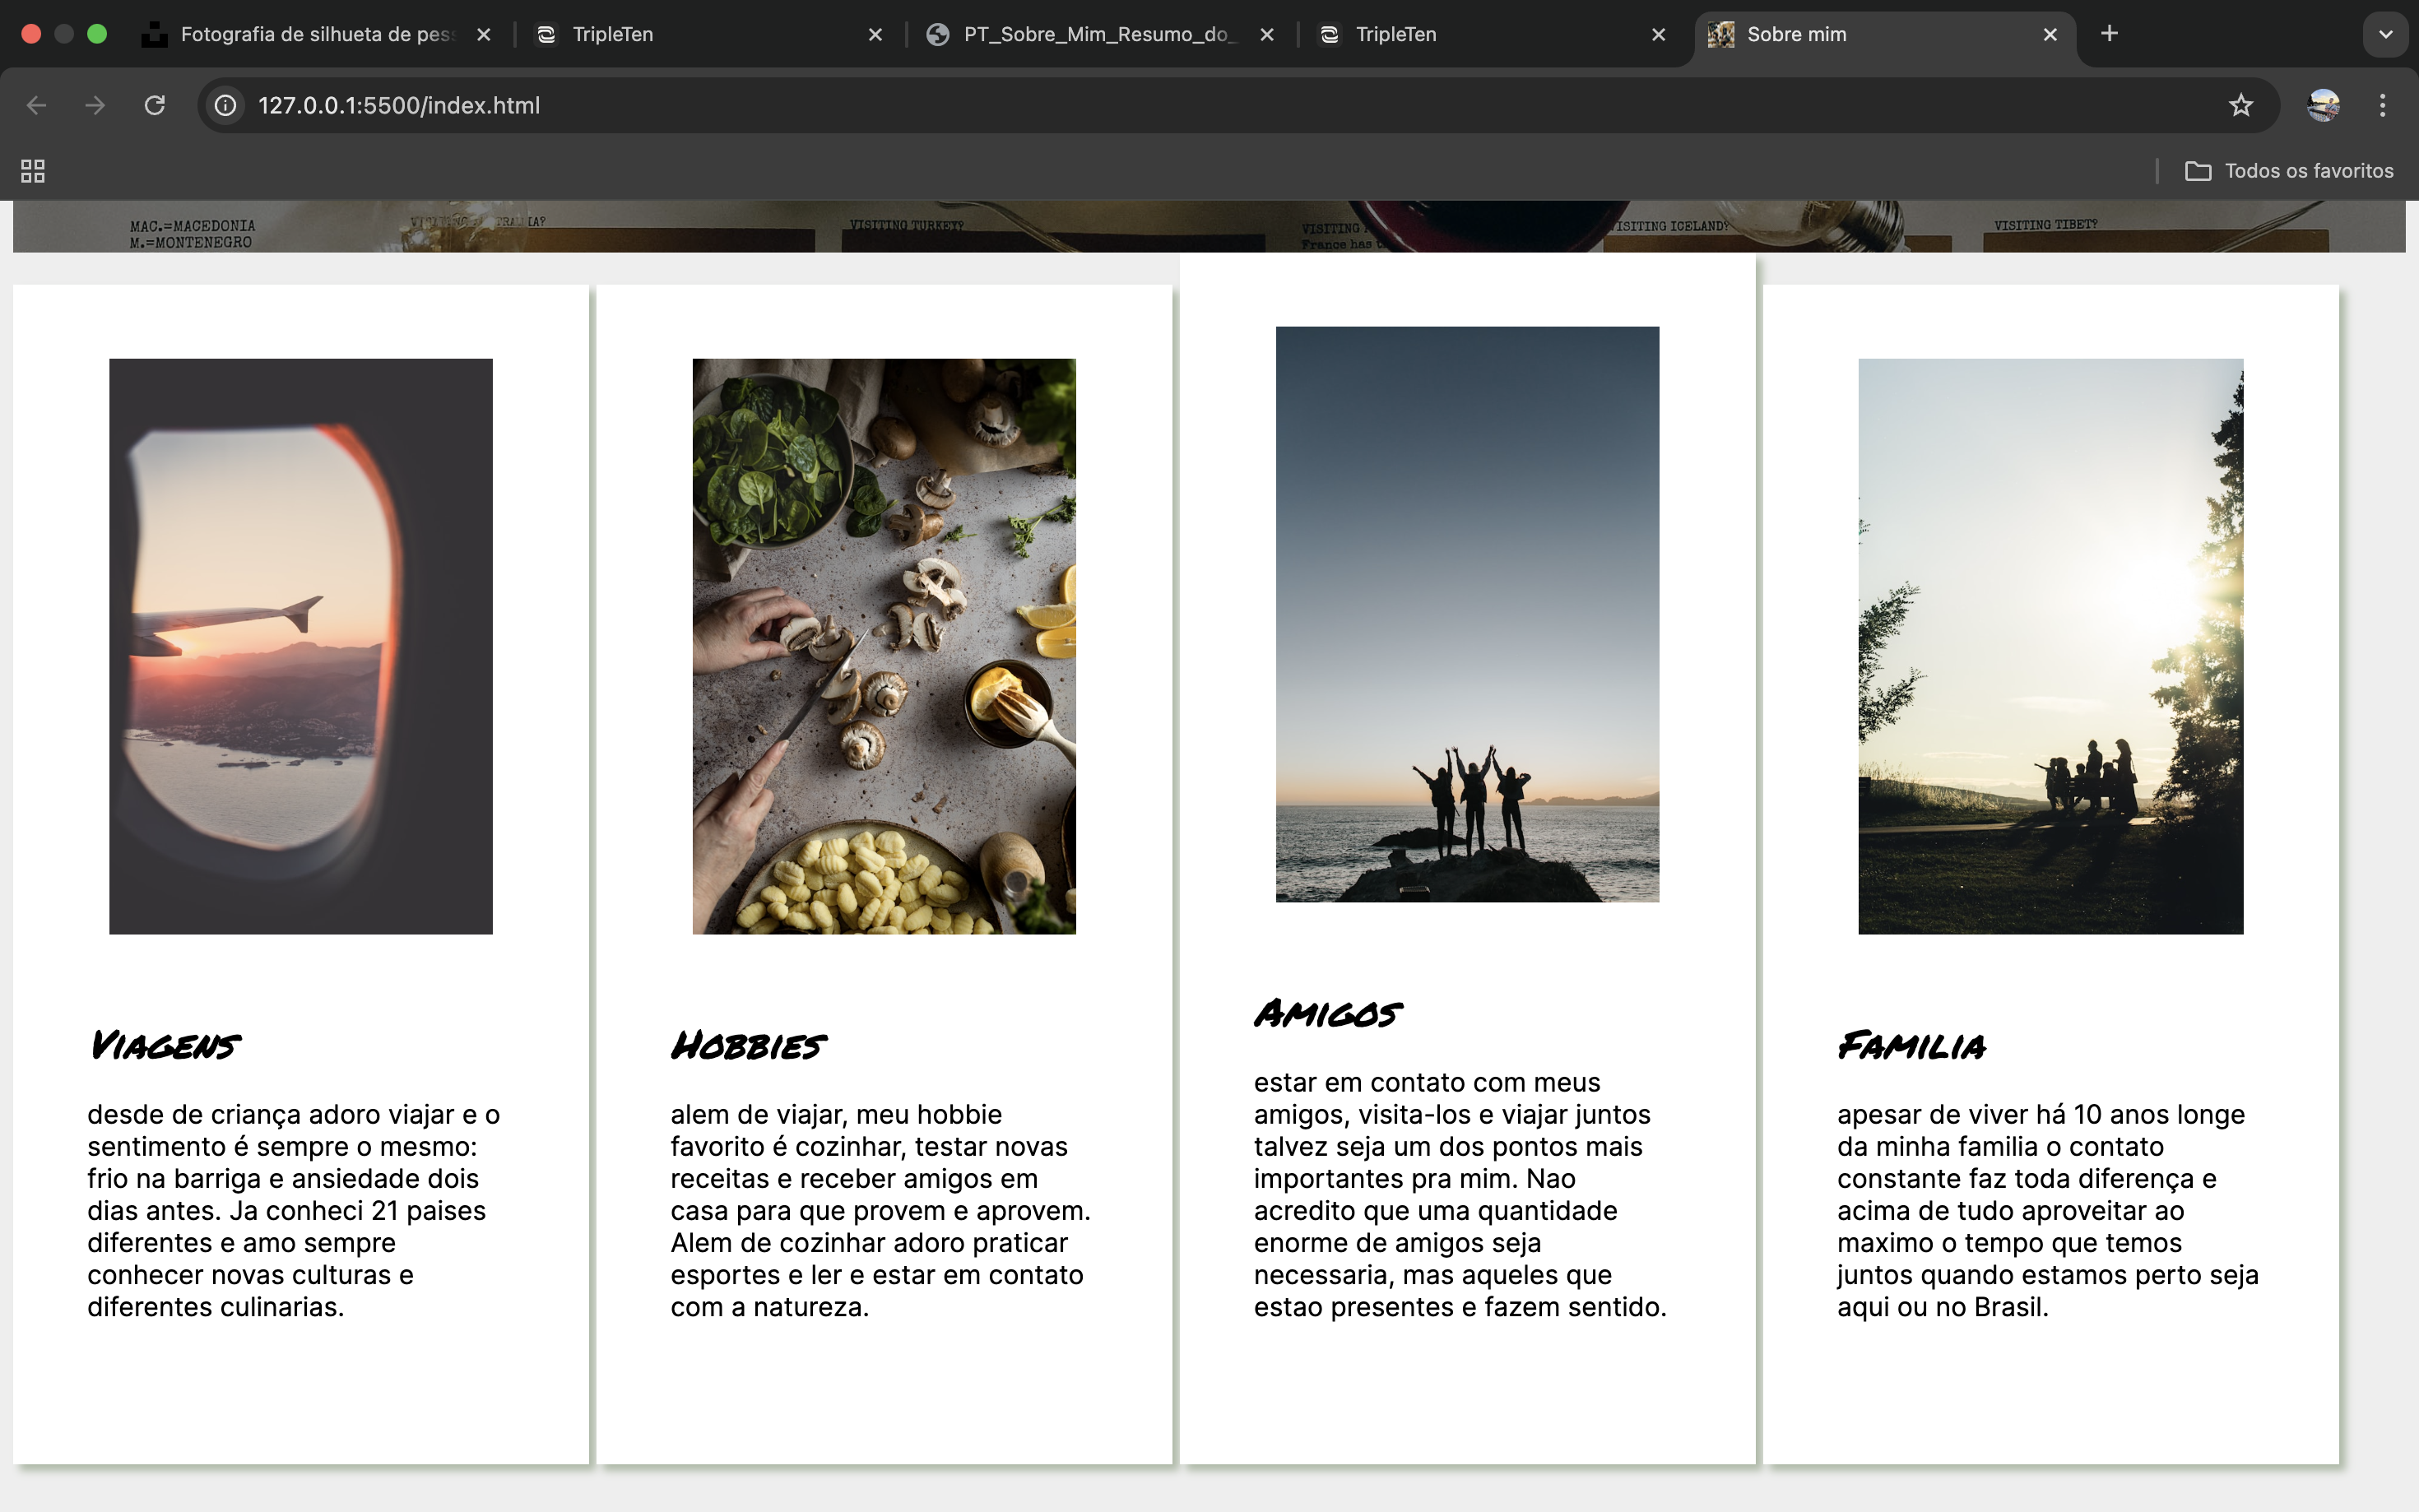 Fotografia de silhueta de pes
TripleTen
PT_Sobre_Mim_Resumo_do_
TripleTen
Sobre mim
127.0.0.1:5500/index.html
Todos os favoritos
MAC.=MACEDONIA
M.=MONTENEGRO
VISITING TURKEY?
VISITING
France has
VISITING ICELAND?
VISITING TIBET?
Viagens
desde de criança adoro viajar e o
sentimento é sempre o mesmo:
frio na barriga e ansiedade dois
dias antes. Ja conheci 21 paises
diferentes e amo sempre
conhecer novas culturas e
diferentes culinarias.
Hobbies
alem de viajar, meu hobbie
favorito é cozinhar, testar novas
receitas e receber amigos em
casa para que provem e aprovem.
Alem de cozinhar adoro praticar
esportes e ler e estar em contato
com a natureza.
Amigos
estar em contato com meus
amigos, visita-los e viajar juntos
talvez seja um dos pontos mais
importantes pra mim. Nao
acredito que uma quantidade
enorme de amigos seja
necessaria, mas aqueles que
estao presentes e fazem sentido.
Familia
apesar de viver há 10 anos longe
da minha familia o contato
constante faz toda diferença e
acima de tudo aproveitar ao
maximo o tempo que temos
juntos quando estamos perto seja
aqui ou no Brasil.